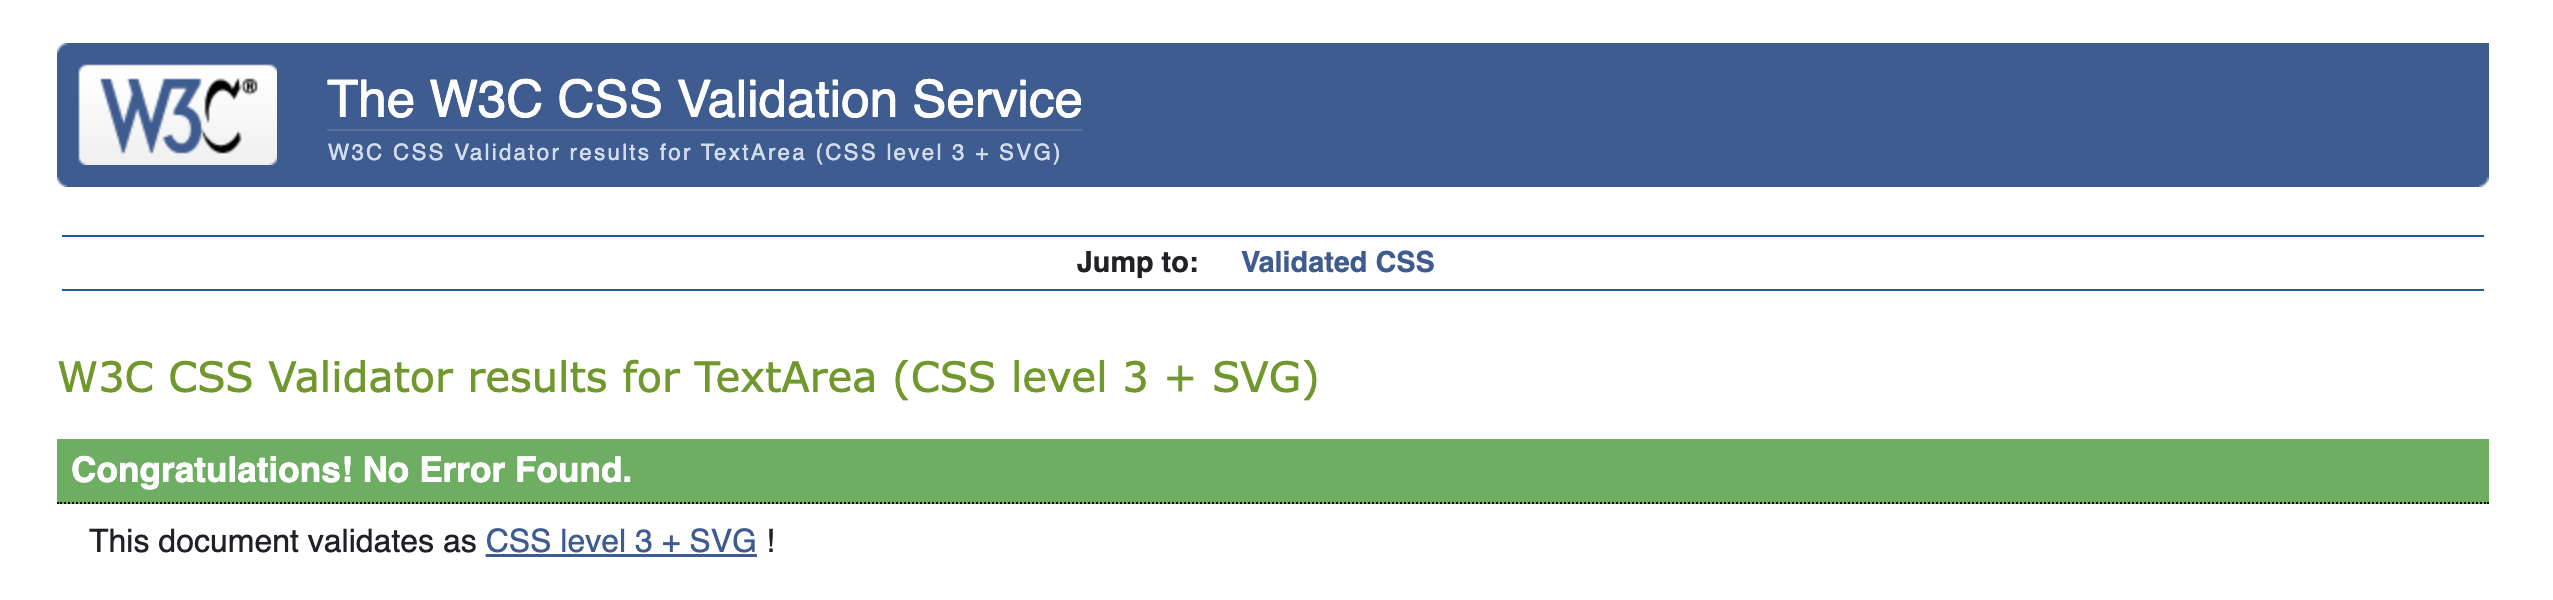 W3C®
The W3C CSS Validation Service
W3C CSS Validator results for TextArea (CSS level 3 + SVG)
Jump to: Validated CSS
W3C CSS Validator results for TextArea (CSS level 3 + SVG)
Congratulations! No Error Found.
This document validates as CSS level 3 + SVG !